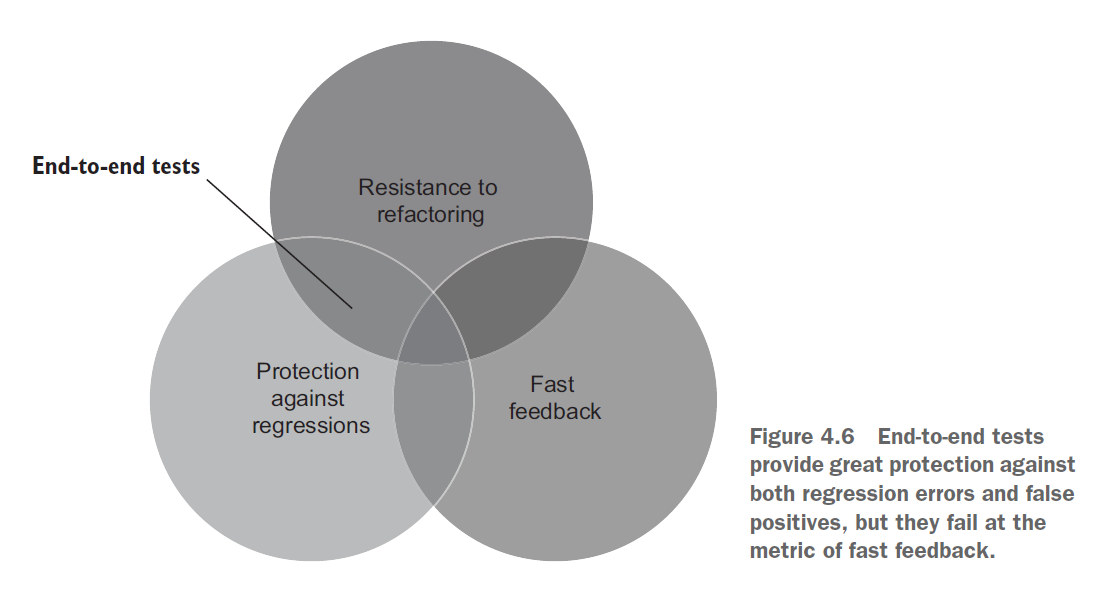 End-to-end tests
Resistance to
refactoring
Protection
against
regressions
Fast
feedback
Figure 4.6 End-to-end tests
provide great protection against
both regression errors and false
positives, but they fail at the
metric of fast feedback.